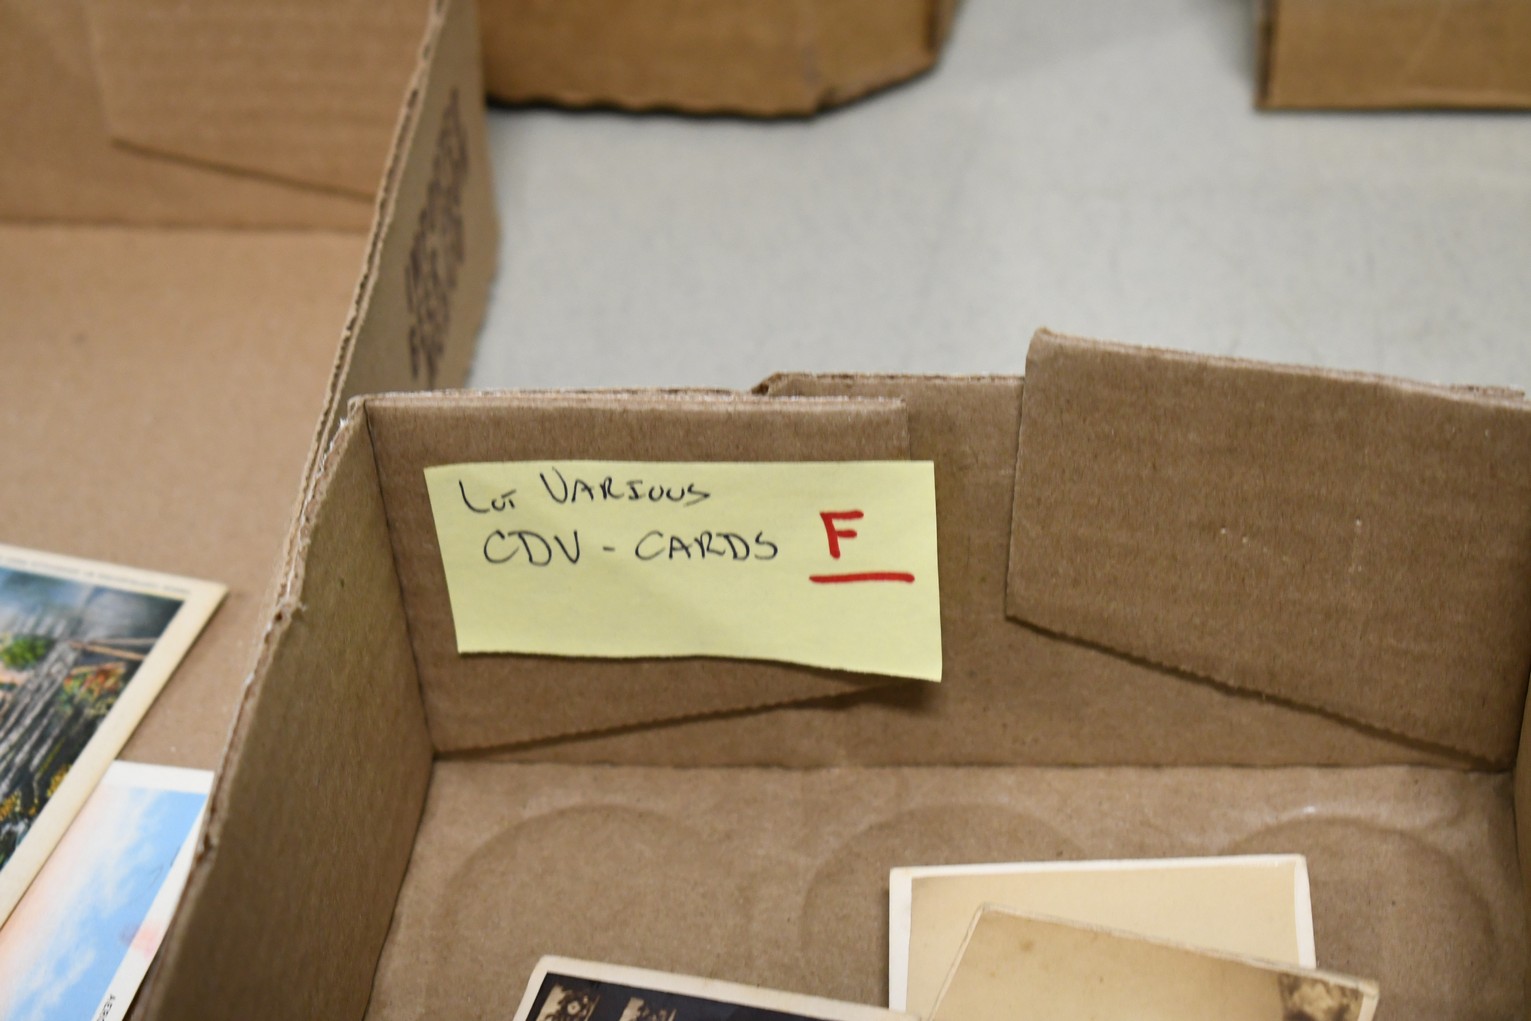 Lot VARIOUS
CDV - CARDS F